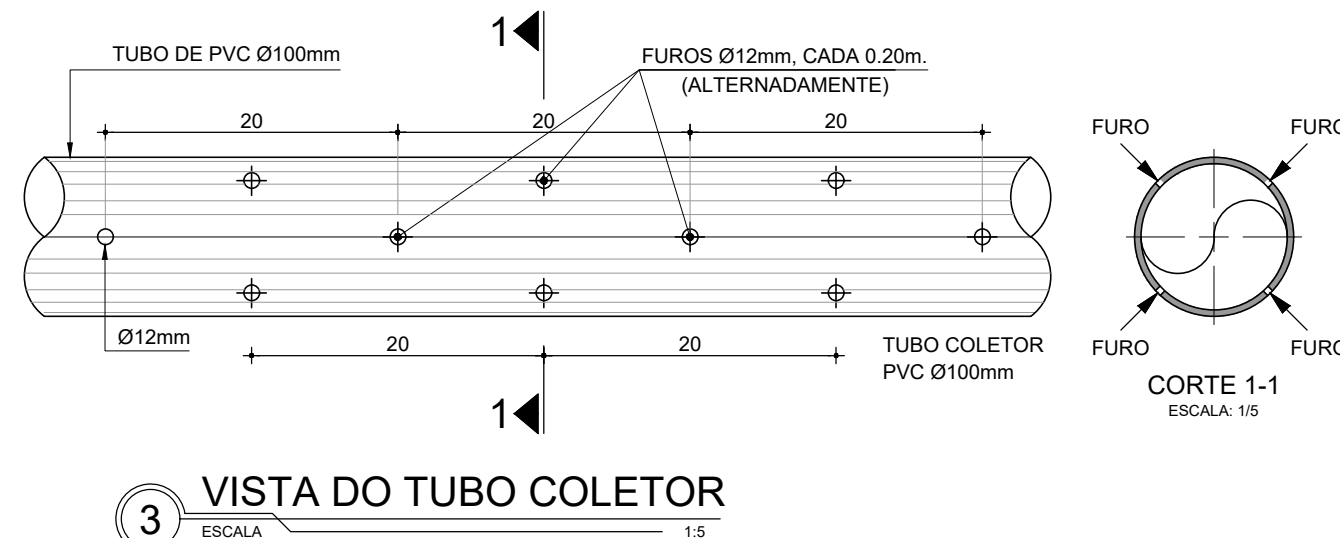 1
TUBO DE PVC Ø100mm
FUROS Ø12mm, CADA 0.20m.
(ALTERNADAMENTE)
20
20
20
FURO
FURO
Ø12mm
20
20
TUBO COLETOR
PVC Ø100mm
FURO
FURO
CORTE 1-1
ESCALA: 1/5
1
3
VISTA DO TUBO COLETOR
ESCALA 1:5